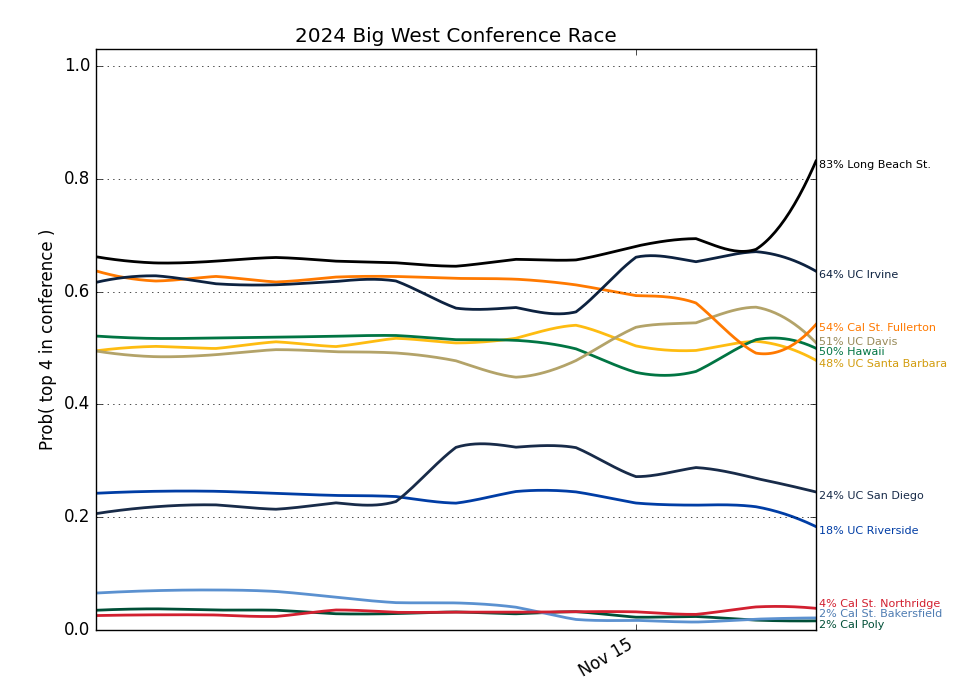 2024 Big West Conference Race
Prob( top 4 in conference )
1.0
0.8
0.6
0.4
0.2
0.0
Nov 15
83% Long Beach St.
64% UC Irvine
54% Cal St. Fullerton
51% UC Davis
50% Hawaii
48% UC Santa Barbara
24% UC San Diego
18% UC Riverside
4% Cal St. Northridge
2% Cal St. Bakersfield
2% Cal Poly